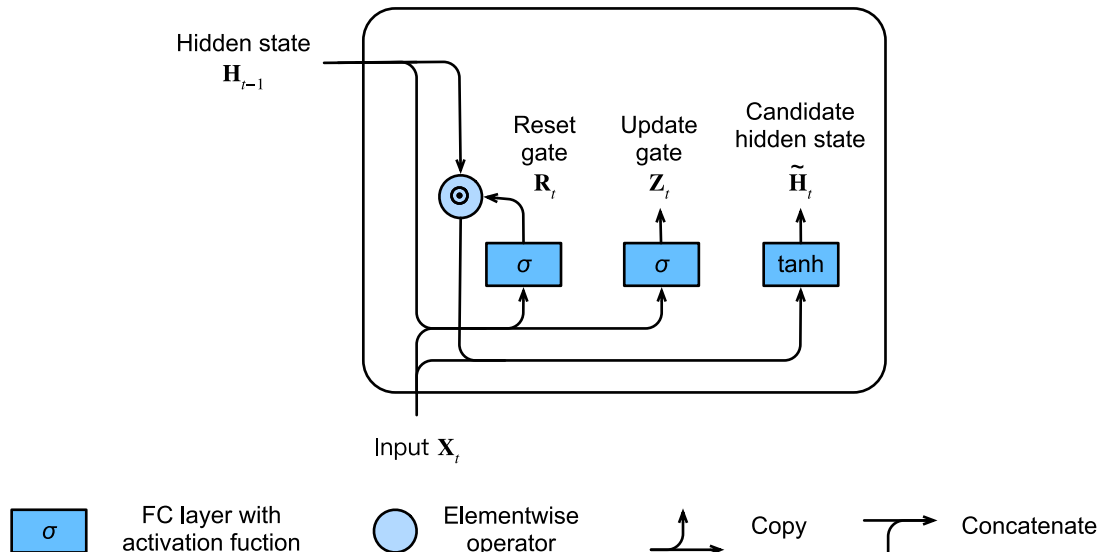 Hidden state
H_{t−1}
Reset
gate
R_t
Update
gate
Z_t
Candidate
hidden state
H̃_t
σ
σ
tanh
Input X_t
σ
FC layer with
activation fuction
Elementwise
operator
Copy
Concatenate